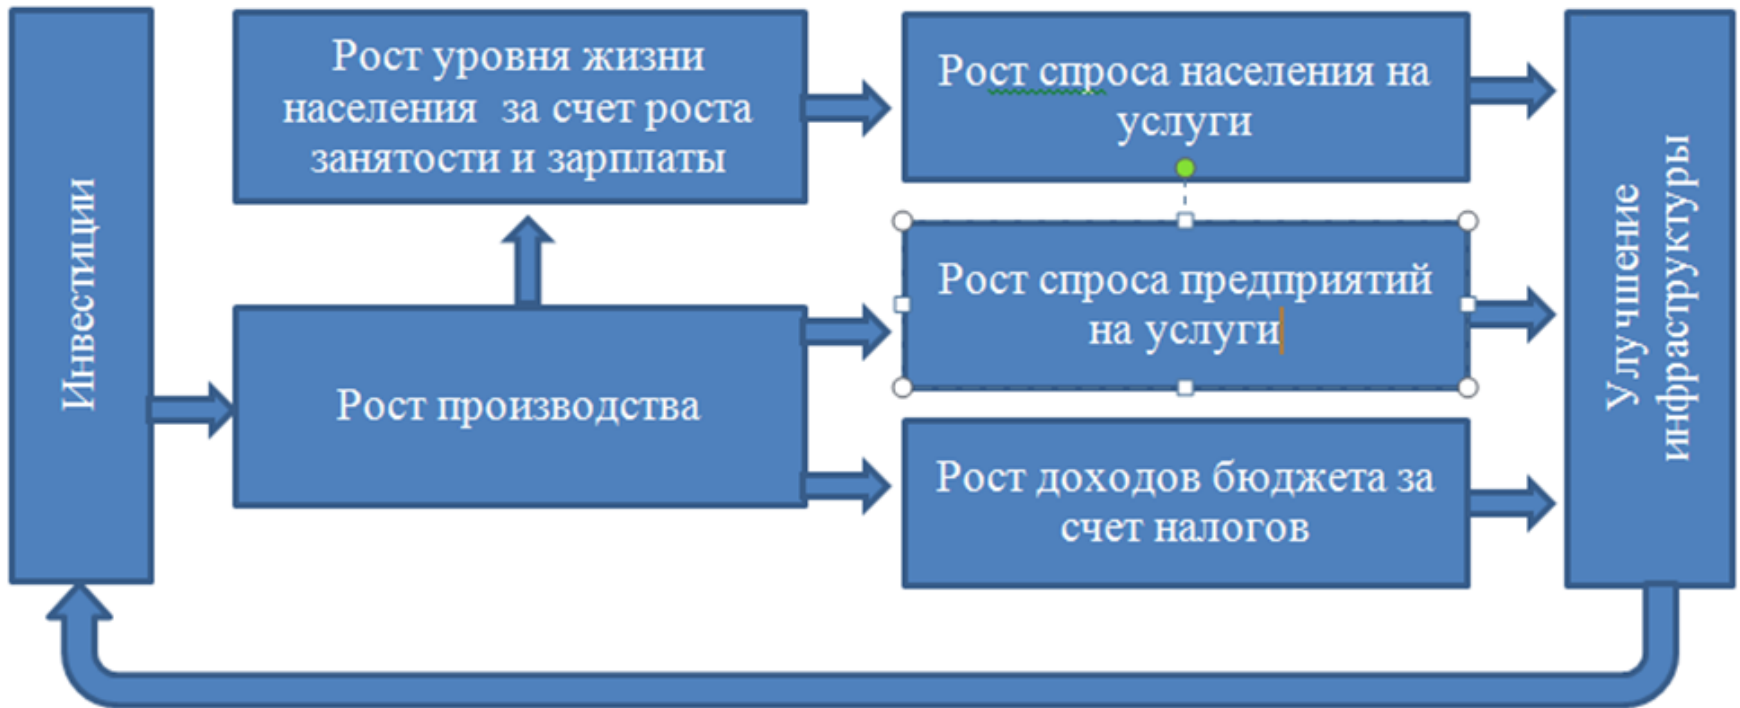 Инвестиции
Рост уровня жизни
населения за счет роста
занятости и зарплаты
Рост производства
Рост спроса населения на
услуги
Рост спроса предприятий
на услуги
Рост доходов бюджета за
счет налогов
Улучшение
инфраструктуры